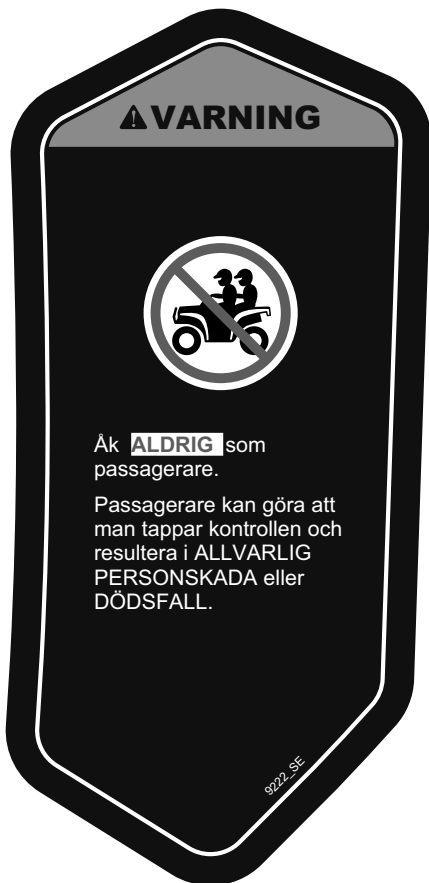 ⚠VARNING
Åk ALDRIG som
passagerare.
Passagerare kan göra att
man tappar kontrollen och
resultera i ALLVARLIG
PERSONSKADA eller
DÖDSFALL.
9222_SE